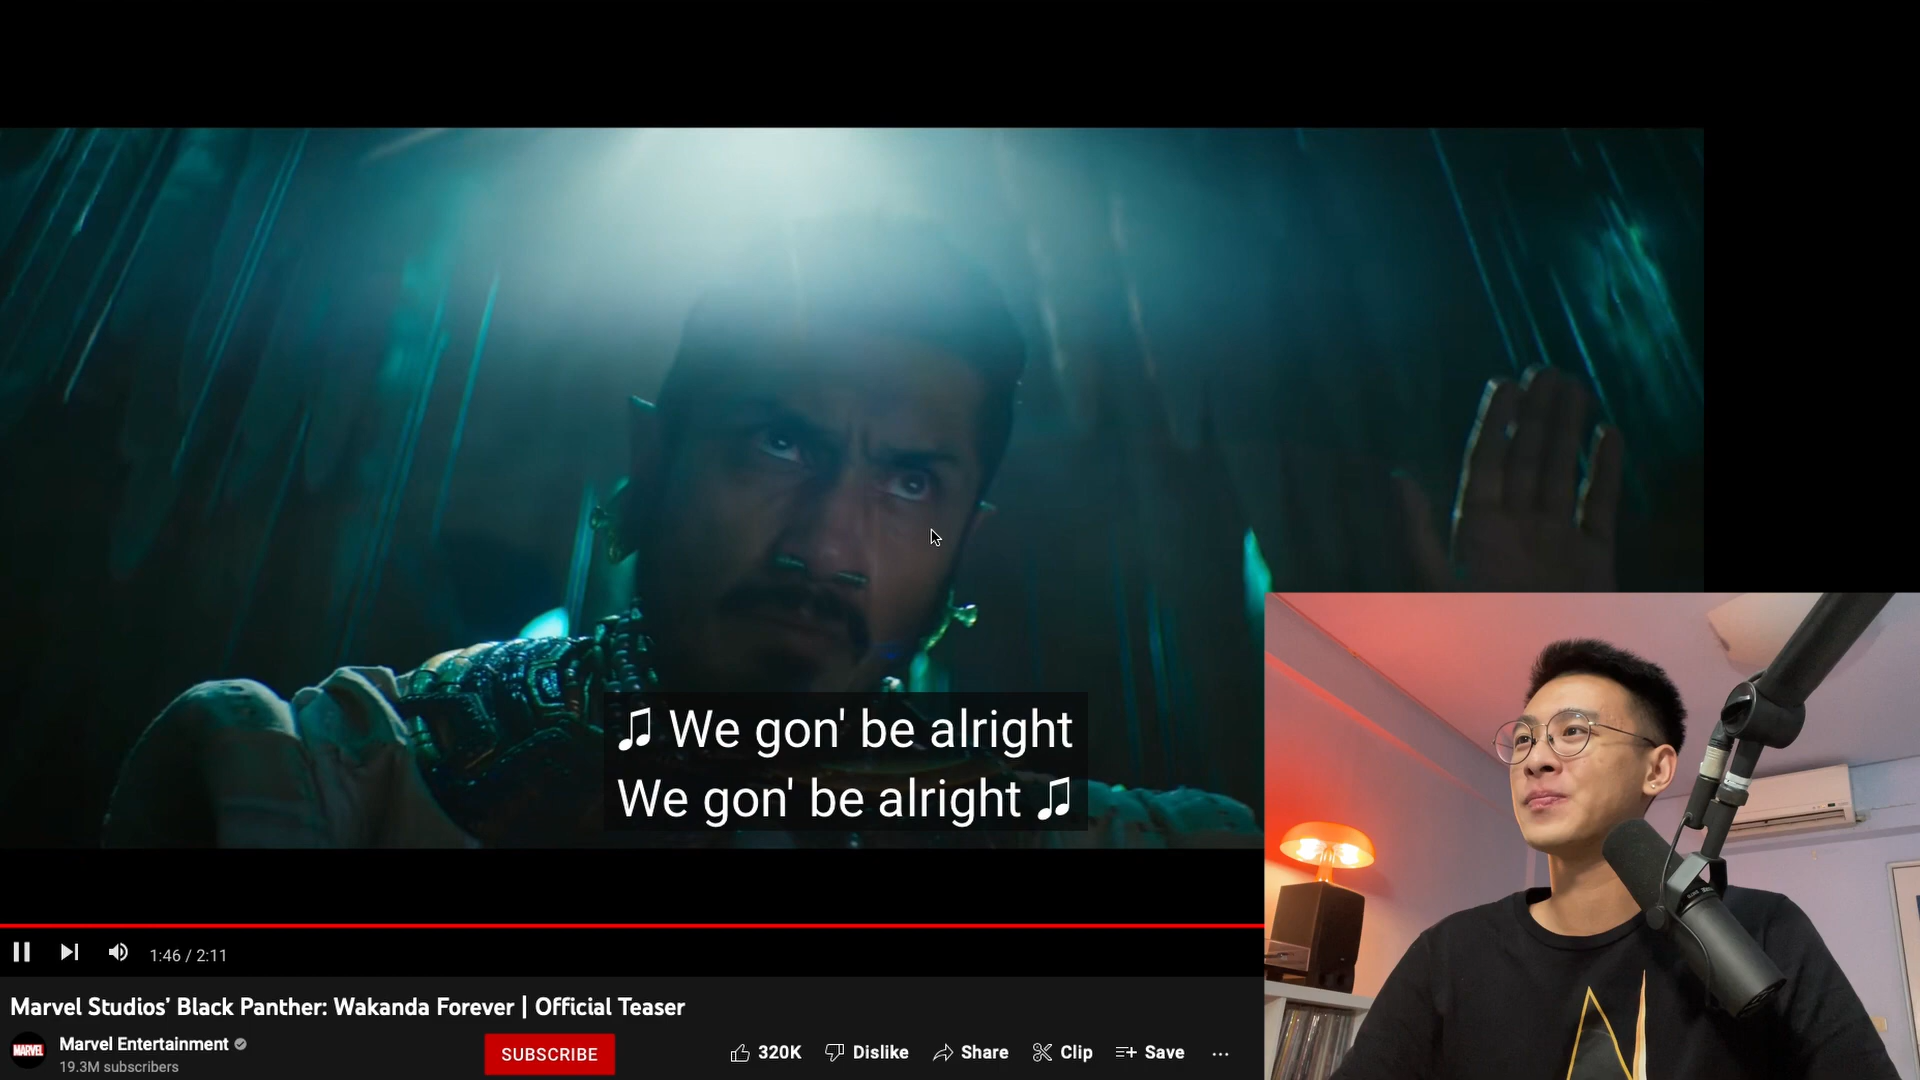 ♫ We gon' be alright
We gon' be alright ♫
1:46 / 2:11
Marvel Studios’ Black Panther: Wakanda Forever | Official Teaser
MARVEL
Marvel Entertainment
19.3M subscribers
SUBSCRIBE
320K
Dislike
Share
Clip
Save